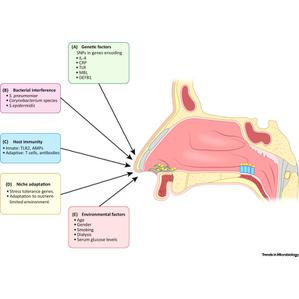 (A) Genetic factors
SNPs in genes encoding
• IL-4
• CRP
• TLR
• MBL
• DEFB1
(B) Bacterial interference
• S. pneumoniae
• Corynebacterium species
• S.epidermidis
(C) Host immunity
• Innate: TLR2, AMPs
• Adaptive: T cells, antibodies
(D) Niche adaptation
• Stress tolerance genes,
• Adaptation to nutrient-
limited environment
(E) Environmental factors
• Age
• Gender
• Smoking
• Dialysis
• Serum glucose levels
Trends in Microbiology